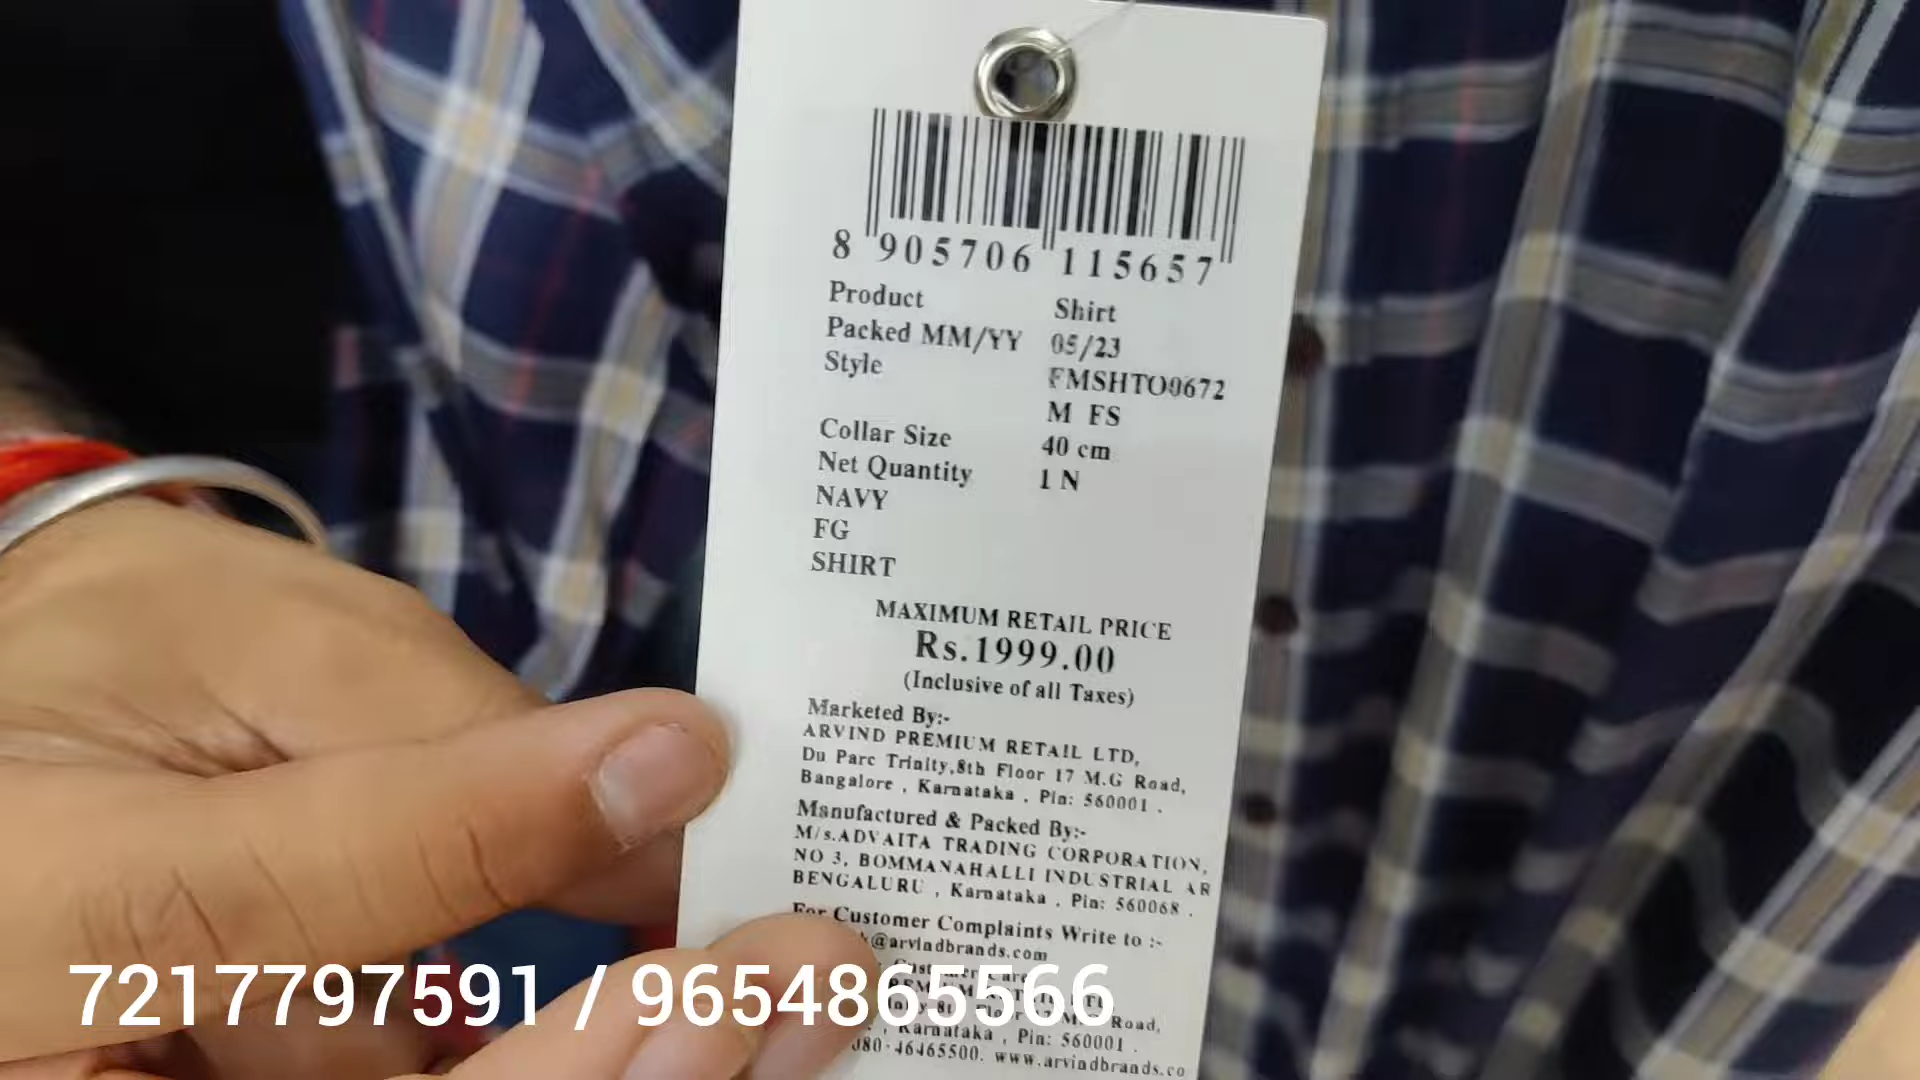 8 905706 115657
Product Shirt
Packed MM/YY 05/23
Style FMSHTO0672
M FS
Collar Size 40 cm
Net Quantity 1 N
NAVY
FG
SHIRT
MAXIMUM RETAIL PRICE
Rs.1999.00
(Inclusive of all Taxes)
Marketed By:-
ARVIND PREMIUM RETAIL LTD,
Du Parc Trinity,8th Floor 17 M.G Road,
Bangalore , Karnataka , Pin: 560001 .
Manufactured & Packed By:-
M/s.ADVAITA TRADING CORPORATION,
NO 3, BOMMANAHALLI INDUSTRIAL AR
BENGALURU , Karnataka . Pin: 560068 .
For Customer Complaints Write to :-
@arvindbrands.com
Customer Care
Road,
, Karnataka , Pin: 560001 .
080-46465500. www.arvindbrands.co
7217797591 / 9654865566